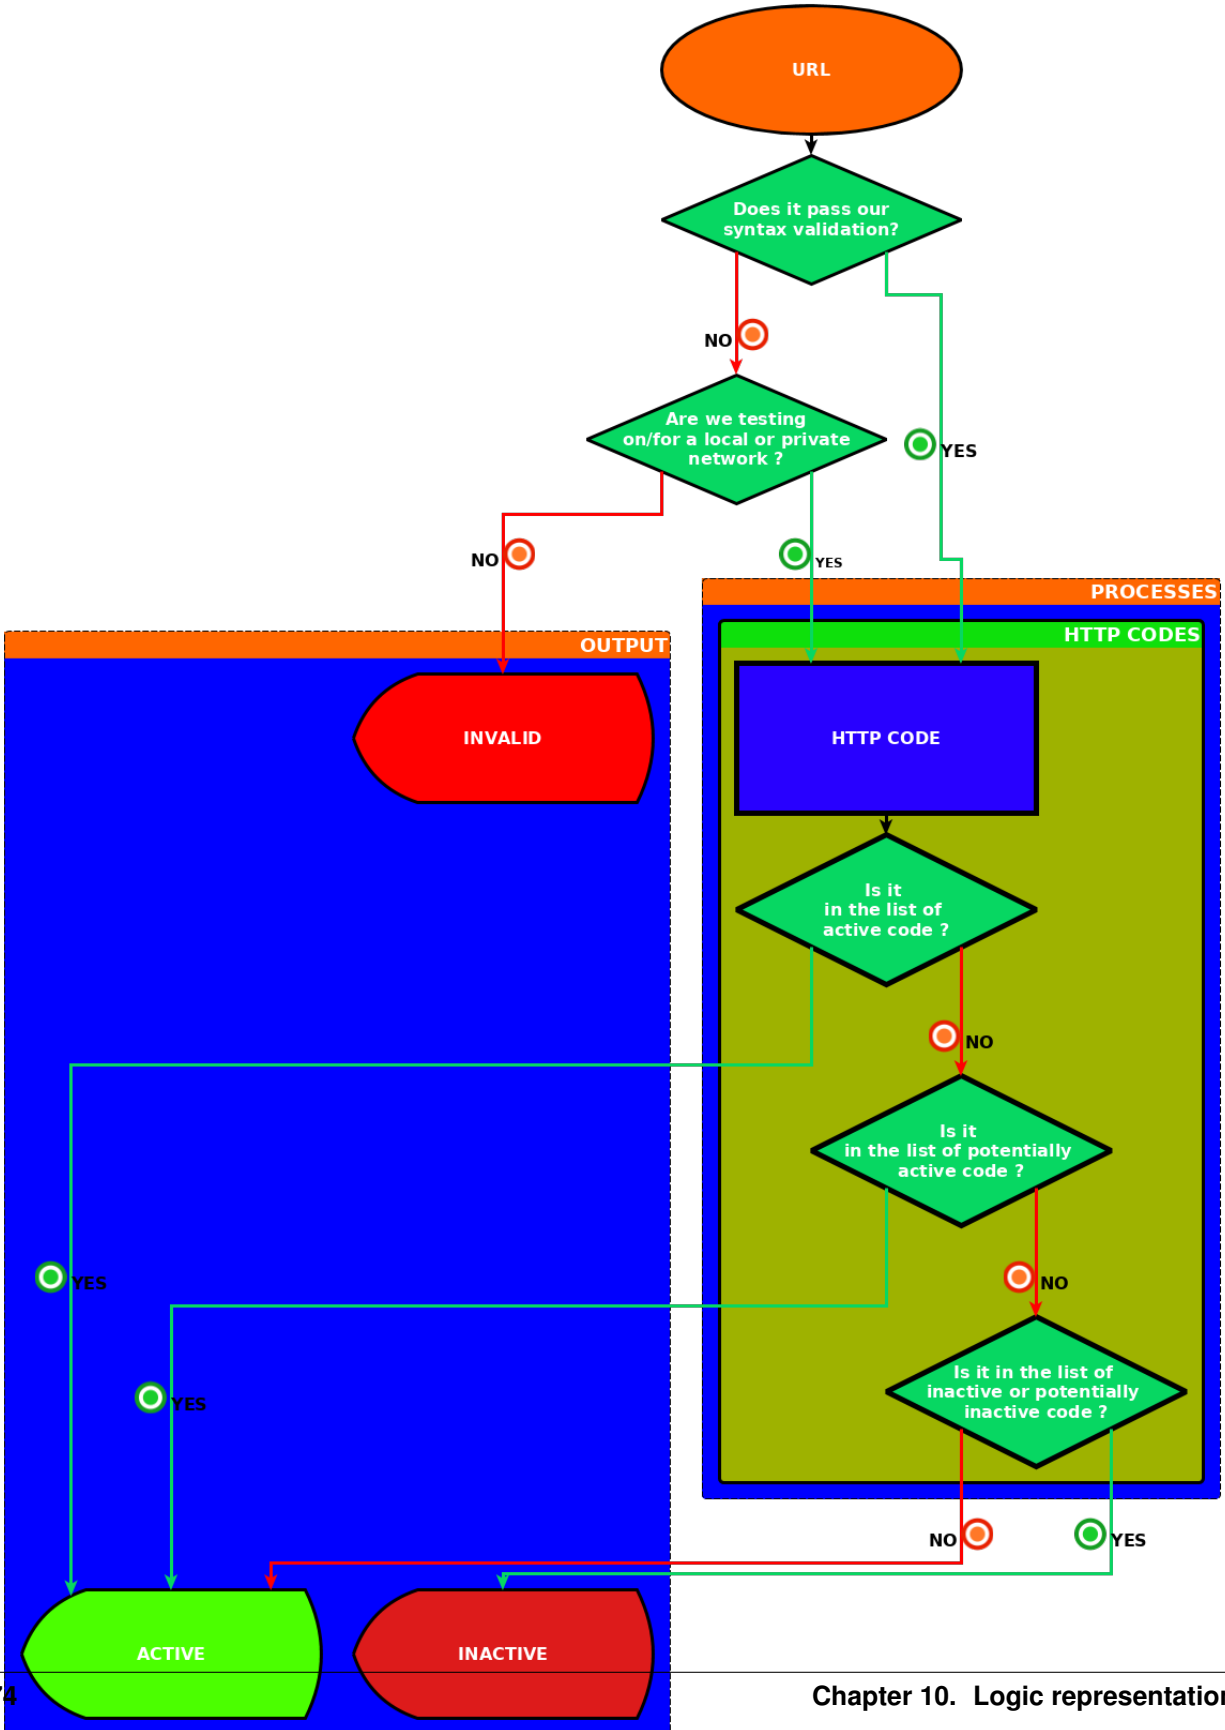 URL
Does it pass our
syntax validation?
NO
Are we testing
on/for a local or private
network ?
YES
NO
YES
PROCESSES
HTTP CODES
OUTPUT
INVALID
HTTP CODE
Is it
in the list of
active code ?
NO
Is it
in the list of potentially
active code ?
YES
NO
YES
Is it in the list of
inactive or potentially
inactive code ?
NO
YES
ACTIVE
INACTIVE
4
Chapter 10. Logic representation